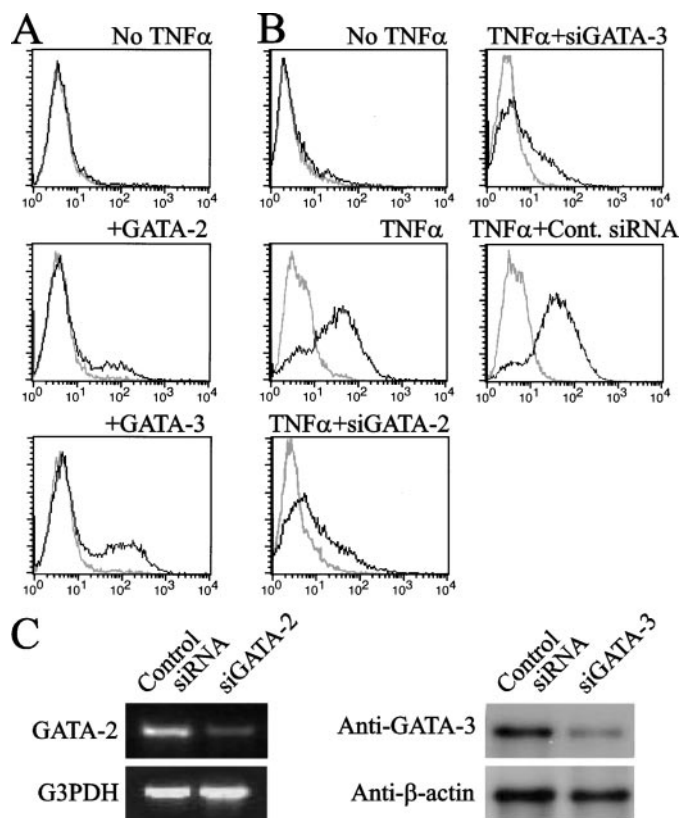 A
B
No TNFα
No TNFα
TNFα+siGATA-3
10⁰ 10¹ 10² 10³ 10⁴
10⁰ 10¹ 10² 10³ 10⁴
10⁰ 10¹ 10² 10³ 10⁴
+GATA-2
TNFα
TNFα+Cont. siRNA
10⁰ 10¹ 10² 10³ 10⁴
10⁰ 10¹ 10² 10³ 10⁴
10⁰ 10¹ 10² 10³ 10⁴
+GATA-3
TNFα+siGATA-2
10⁰ 10¹ 10² 10³ 10⁴
10⁰ 10¹ 10² 10³ 10⁴
C
Control
siRNA
siGATA-2
GATA-2
G3PDH
Control
siRNA
siGATA-3
Anti-GATA-3
Anti-β-actin